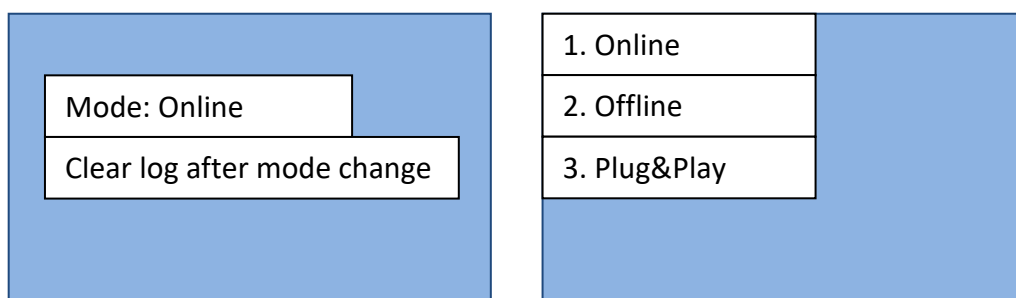 Mode: Online
Clear log after mode change
1. Online
2. Offline
3. Plug&Play